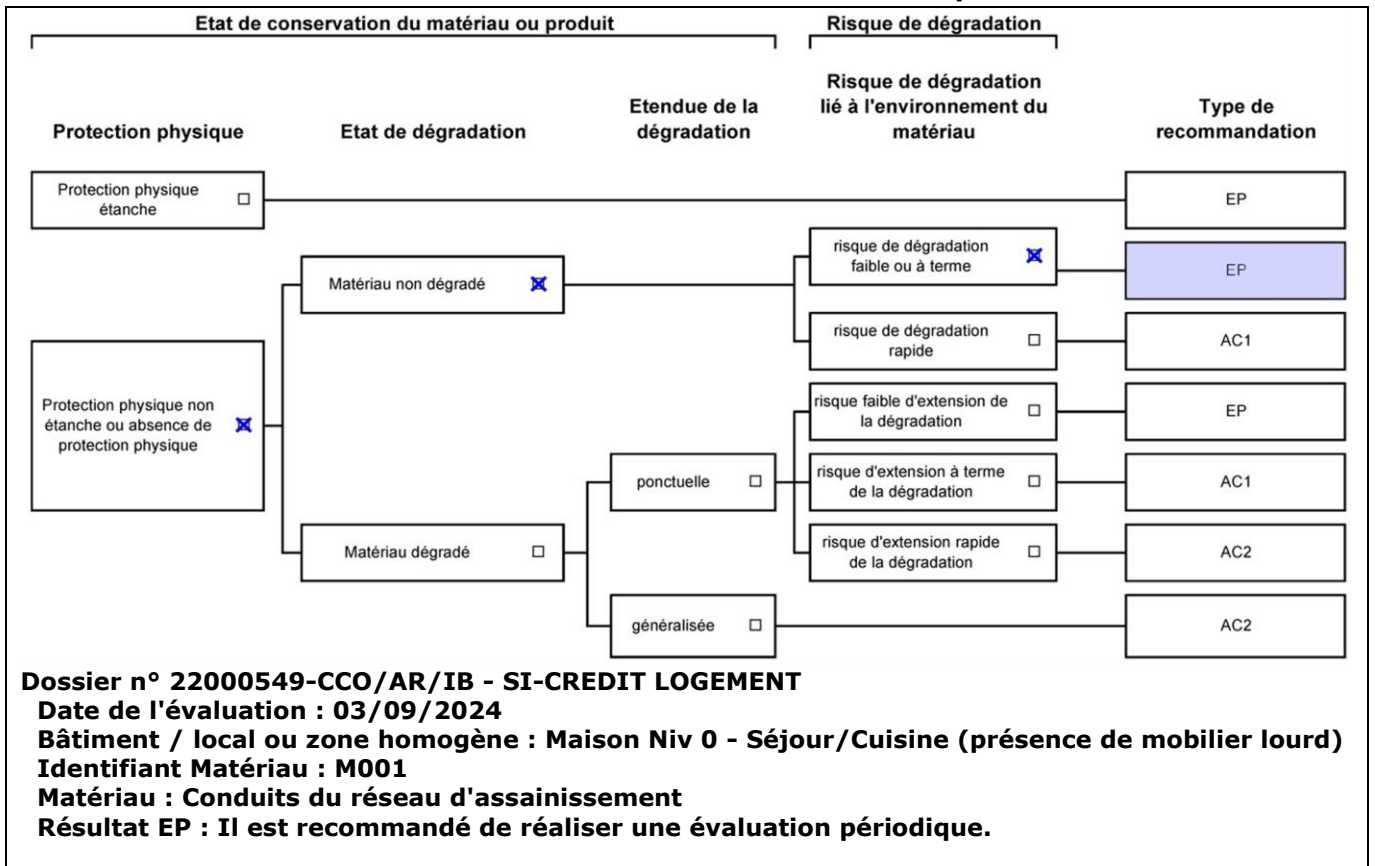 Etat de conservation du matériau ou produit
Risque de dégradation
Protection physique
Etat de dégradation
Etendue de la
dégradation
Risque de dégradation
lié à l'environnement du
matériau
Type de
recommandation
Protection physique
étanche
EP
risque de dégradation
faible ou à terme
EP
Matériau non dégradé
risque de dégradation
rapide
AC1
Protection physique non
étanche ou absence de
protection physique
risque faible d'extension de
la dégradation
EP
ponctuelle
risque d'extension à terme
de la dégradation
AC1
Matériau dégradé
risque d'extension rapide
de la dégradation
AC2
généralisée
AC2
Dossier n° 22000549-CCO/AR/IB - SI-CREDIT LOGEMENT
Date de l'évaluation : 03/09/2024
Bâtiment / local ou zone homogène : Maison Niv 0 - Séjour/Cuisine (présence de mobilier lourd)
Identifiant Matériau : M001
Matériau : Conduits du réseau d'assainissement
Résultat EP : Il est recommandé de réaliser une évaluation périodique.